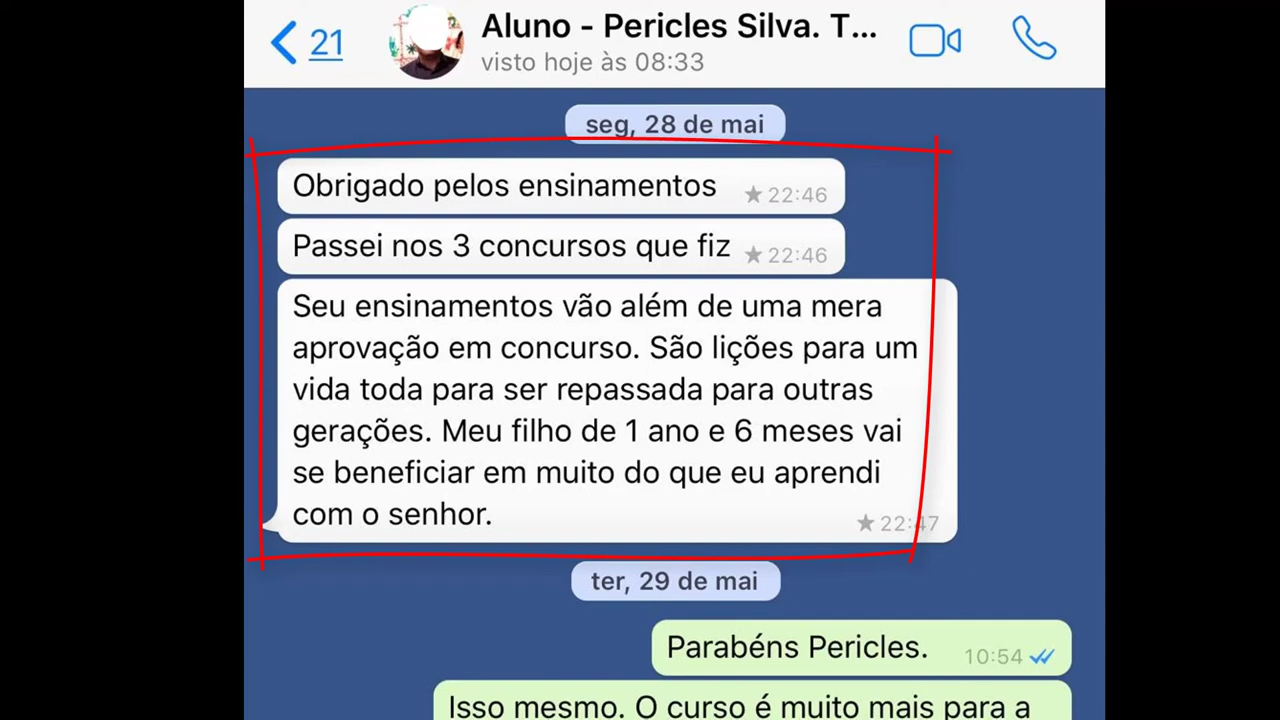 21
Aluno - Pericles Silva. T...
visto hoje às 08:33
seg, 28 de mai
Obrigado pelos ensinamentos
22:46
Passei nos 3 concursos que fiz
22:46
Seu ensinamentos vão além de uma mera
aprovação em concurso. São lições para um
vida toda para ser repassada para outras
gerações. Meu filho de 1 ano e 6 meses vai
se beneficiar em muito do que eu aprendi
com o senhor.
22:47
ter, 29 de mai
Parabéns Pericles.
10:54
Isso mesmo. O curso é muito mais para a